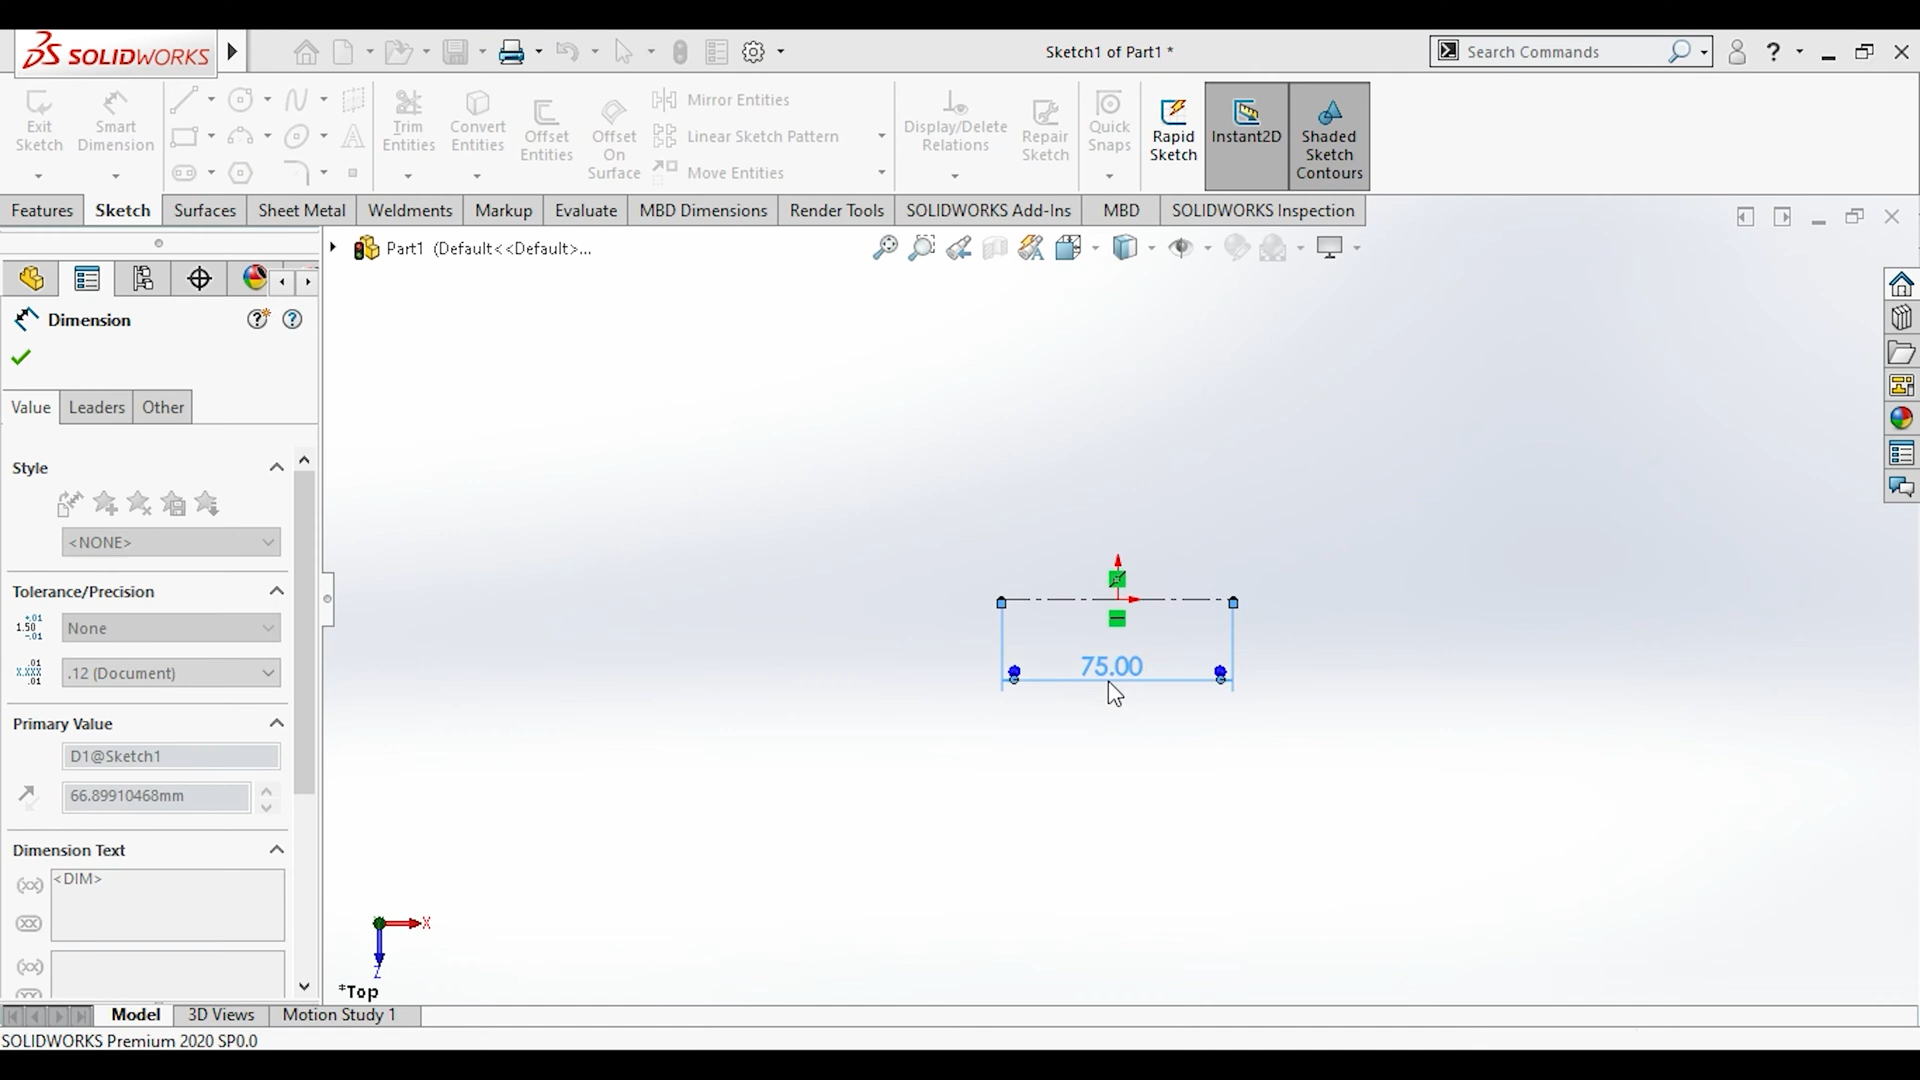 SOLIDWORKS
Sketch1 of Part1 *
Search Commands
?
Exit Sketch
Smart Dimension
Trim Entities
Convert Entities
Offset Entities
Offset On Surface
Mirror Entities
Linear Sketch Pattern
Move Entities
Display/Delete Relations
Repair Sketch
Quick Snaps
Rapid Sketch
Instant2D
Shaded Sketch Contours
Features
Sketch
Surfaces
Sheet Metal
Weldments
Markup
Evaluate
MBD Dimensions
Render Tools
SOLIDWORKS Add-Ins
MBD
SOLIDWORKS Inspection
Part1 (Default<<Default>...
Dimension
Value
Leaders
Other
Style
<NONE>
Tolerance/Precision
None
.12 (Document)
Primary Value
D1@Sketch1
66.89910468mm
Dimension Text
<DIM>
75.00
X
Z
*Top
Model
3D Views
Motion Study 1
SOLIDWORKS Premium 2020 SP0.0